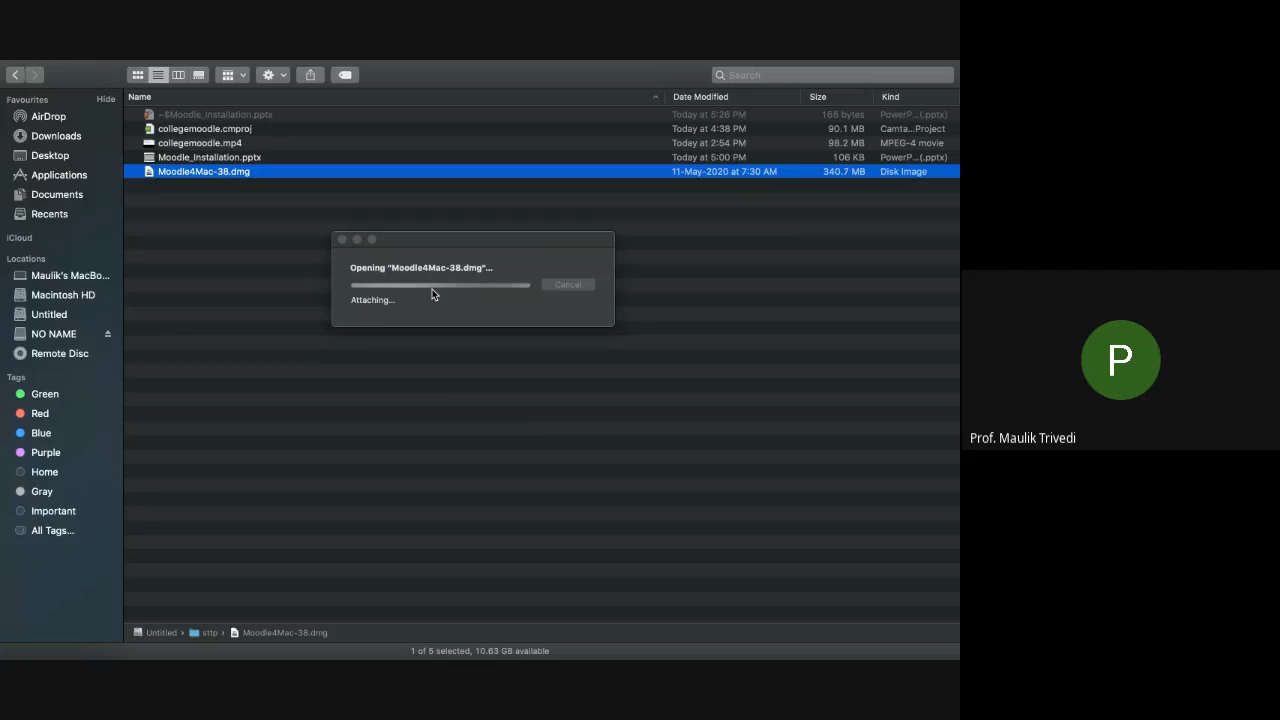 Search
Favourites Hide
AirDrop
Downloads
Desktop
Applications
Documents
Recents
iCloud
Locations
Maulik's MacBo...
Macintosh HD
Untitled
NO NAME
Remote Disc
Tags
Green
Red
Blue
Purple
Home
Gray
Important
All Tags...
Name Date Modified Size Kind
~$Moodle_Installation.pptx Today at 5:26 PM 165 bytes PowerP...(.pptx)
collegemoodle.cmproj Today at 4:38 PM 90.1 MB Camta...Project
collegemoodle.mp4 Today at 2:54 PM 98.2 MB MPEG-4 movie
Moodle_Installation.pptx Today at 5:00 PM 106 KB PowerP...(.pptx)
Moodle4Mac-38.dmg 11-May-2020 at 7:30 AM 340.7 MB Disk Image
Opening "Moodle4Mac-38.dmg"...
Cancel
Attaching...
Untitled › sttp › Moodle4Mac-38.dmg
1 of 5 selected, 10.63 GB available
P
Prof. Maulik Trivedi